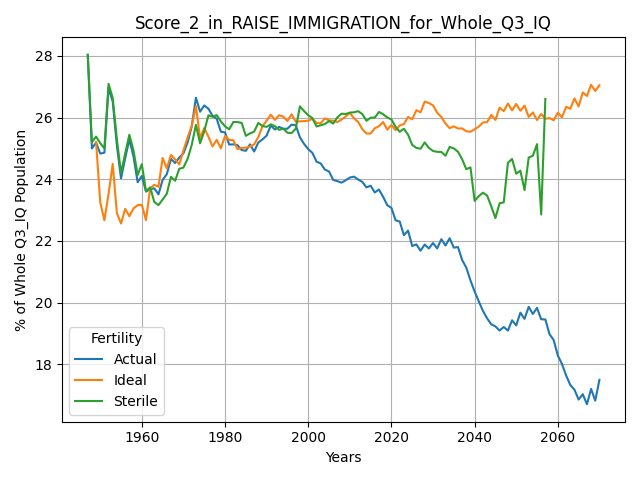 Score_2_in_RAISE_IMMIGRATION_for_Whole_Q3_IQ
% of Whole Q3_IQ Population
28
26
24
22
20
18
Fertility
Actual
Ideal
Sterile
1960
1980
2000
2020
2040
2060
Years